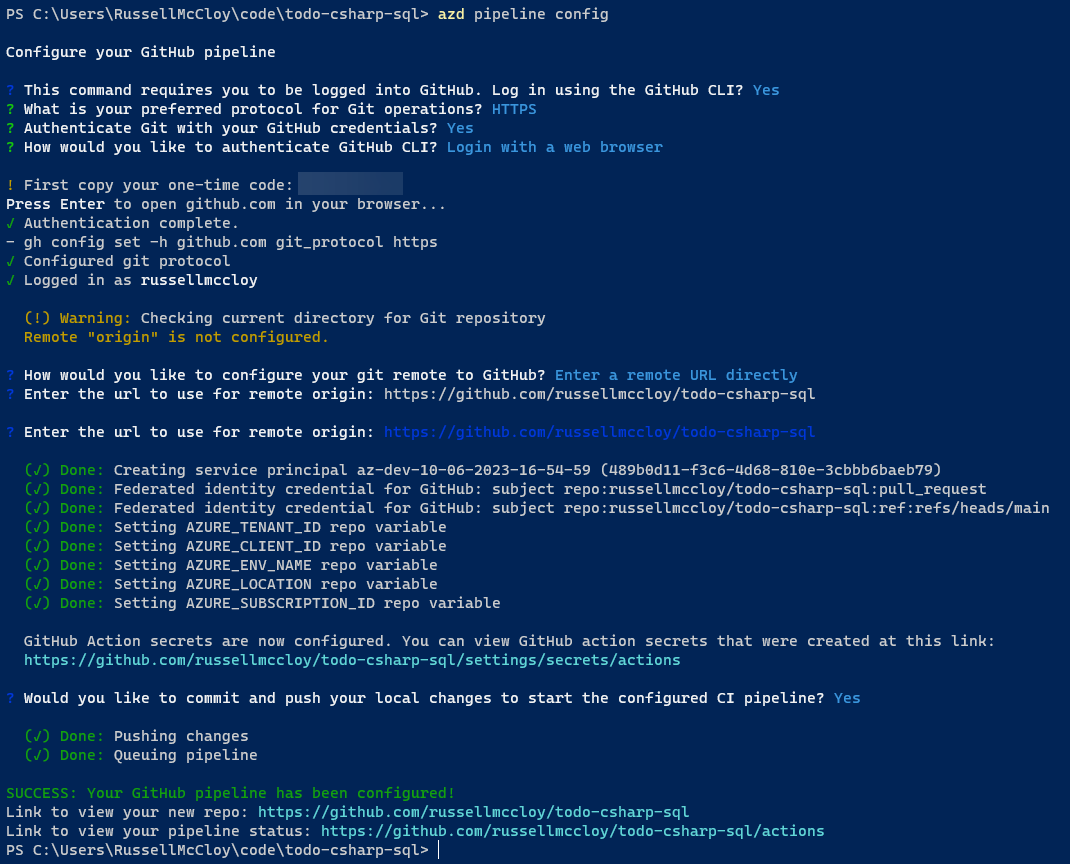 PS C:\Users\RussellMcCloy\code\todo-csharp-sql> azd pipeline config
Configure your GitHub pipeline
? This command requires you to be logged into GitHub. Log in using the GitHub CLI? Yes
? What is your preferred protocol for Git operations? HTTPS
? Authenticate Git with your GitHub credentials? Yes
? How would you like to authenticate GitHub CLI? Login with a web browser
! First copy your one-time code:
Press Enter to open github.com in your browser...
✓ Authentication complete.
- gh config set -h github.com git_protocol https
✓ Configured git protocol
✓ Logged in as russellmccloy
(!) Warning: Checking current directory for Git repository
Remote "origin" is not configured.
? How would you like to configure your git remote to GitHub? Enter a remote URL directly
? Enter the url to use for remote origin: https://github.com/russellmccloy/todo-csharp-sql
? Enter the url to use for remote origin: https://github.com/russellmccloy/todo-csharp-sql
(✓) Done: Creating service principal az-dev-10-06-2023-16-54-59 (489b0d11-f3c6-4d68-810e-3cbbb6baeb79)
(✓) Done: Federated identity credential for GitHub: subject repo:russellmccloy/todo-csharp-sql:pull_request
(✓) Done: Federated identity credential for GitHub: subject repo:russellmccloy/todo-csharp-sql:ref:refs/heads/main
(✓) Done: Setting AZURE_TENANT_ID repo variable
(✓) Done: Setting AZURE_CLIENT_ID repo variable
(✓) Done: Setting AZURE_ENV_NAME repo variable
(✓) Done: Setting AZURE_LOCATION repo variable
(✓) Done: Setting AZURE_SUBSCRIPTION_ID repo variable
GitHub Action secrets are now configured. You can view GitHub action secrets that were created at this link:
https://github.com/russellmccloy/todo-csharp-sql/settings/secrets/actions
? Would you like to commit and push your local changes to start the configured CI pipeline? Yes
(✓) Done: Pushing changes
(✓) Done: Queuing pipeline
SUCCESS: Your GitHub pipeline has been configured!
Link to view your new repo: https://github.com/russellmccloy/todo-csharp-sql
Link to view your pipeline status: https://github.com/russellmccloy/todo-csharp-sql/actions
PS C:\Users\RussellMcCloy\code\todo-csharp-sql>